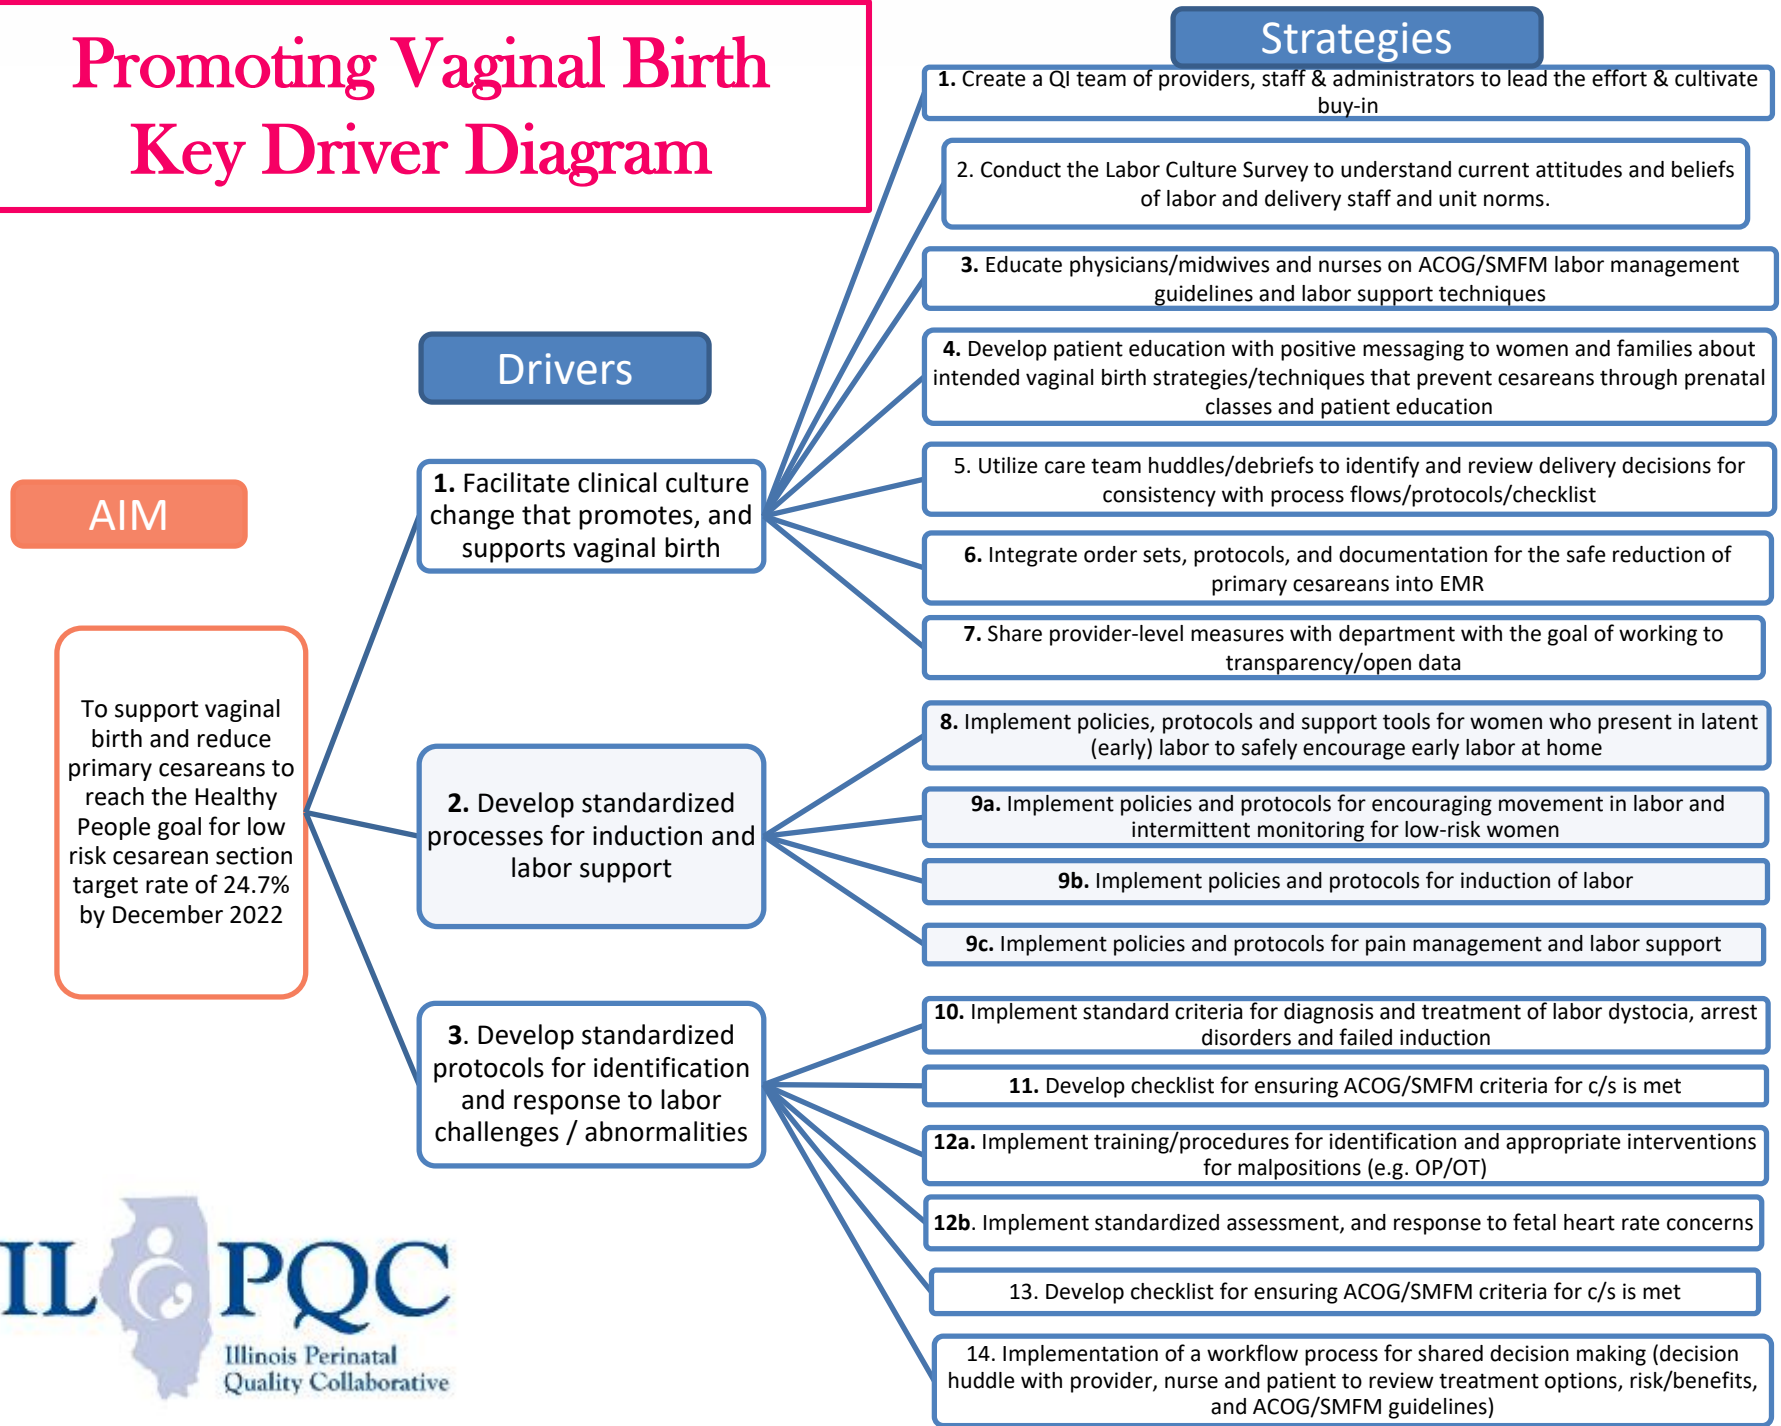 Promoting Vaginal Birth
Key Driver Diagram
Strategies
1. Create a QI team of providers, staff & administrators to lead the effort & cultivate
buy-in
2. Conduct the Labor Culture Survey to understand current attitudes and beliefs
of labor and delivery staff and unit norms.
3. Educate physicians/midwives and nurses on ACOG/SMFM labor management
guidelines and labor support techniques
4. Develop patient education with positive messaging to women and families about
intended vaginal birth strategies/techniques that prevent cesareans through prenatal
classes and patient education
5. Utilize care team huddles/debriefs to identify and review delivery decisions for
consistency with process flows/protocols/checklist
6. Integrate order sets, protocols, and documentation for the safe reduction of
primary cesareans into EMR
7. Share provider-level measures with department with the goal of working to
transparency/open data
8. Implement policies, protocols and support tools for women who present in latent
(early) labor to safely encourage early labor at home
9a. Implement policies and protocols for encouraging movement in labor and
intermittent monitoring for low-risk women
9b. Implement policies and protocols for induction of labor
9c. Implement policies and protocols for pain management and labor support
10. Implement standard criteria for diagnosis and treatment of labor dystocia, arrest
disorders and failed induction
11. Develop checklist for ensuring ACOG/SMFM criteria for c/s is met
12a. Implement training/procedures for identification and appropriate interventions
for malpositions (e.g. OP/OT)
12b. Implement standardized assessment, and response to fetal heart rate concerns
13. Develop checklist for ensuring ACOG/SMFM criteria for c/s is met
14. Implementation of a workflow process for shared decision making (decision
huddle with provider, nurse and patient to review treatment options, risk/benefits,
and ACOG/SMFM guidelines)
Drivers
1. Facilitate clinical culture
change that promotes, and
supports vaginal birth
2. Develop standardized
processes for induction and
labor support
3. Develop standardized
protocols for identification
and response to labor
challenges / abnormalities
AIM
To support vaginal
birth and reduce
primary cesareans to
reach the Healthy
People goal for low
risk cesarean section
target rate of 24.7%
by December 2022
IL PQC
Illinois Perinatal
Quality Collaborative